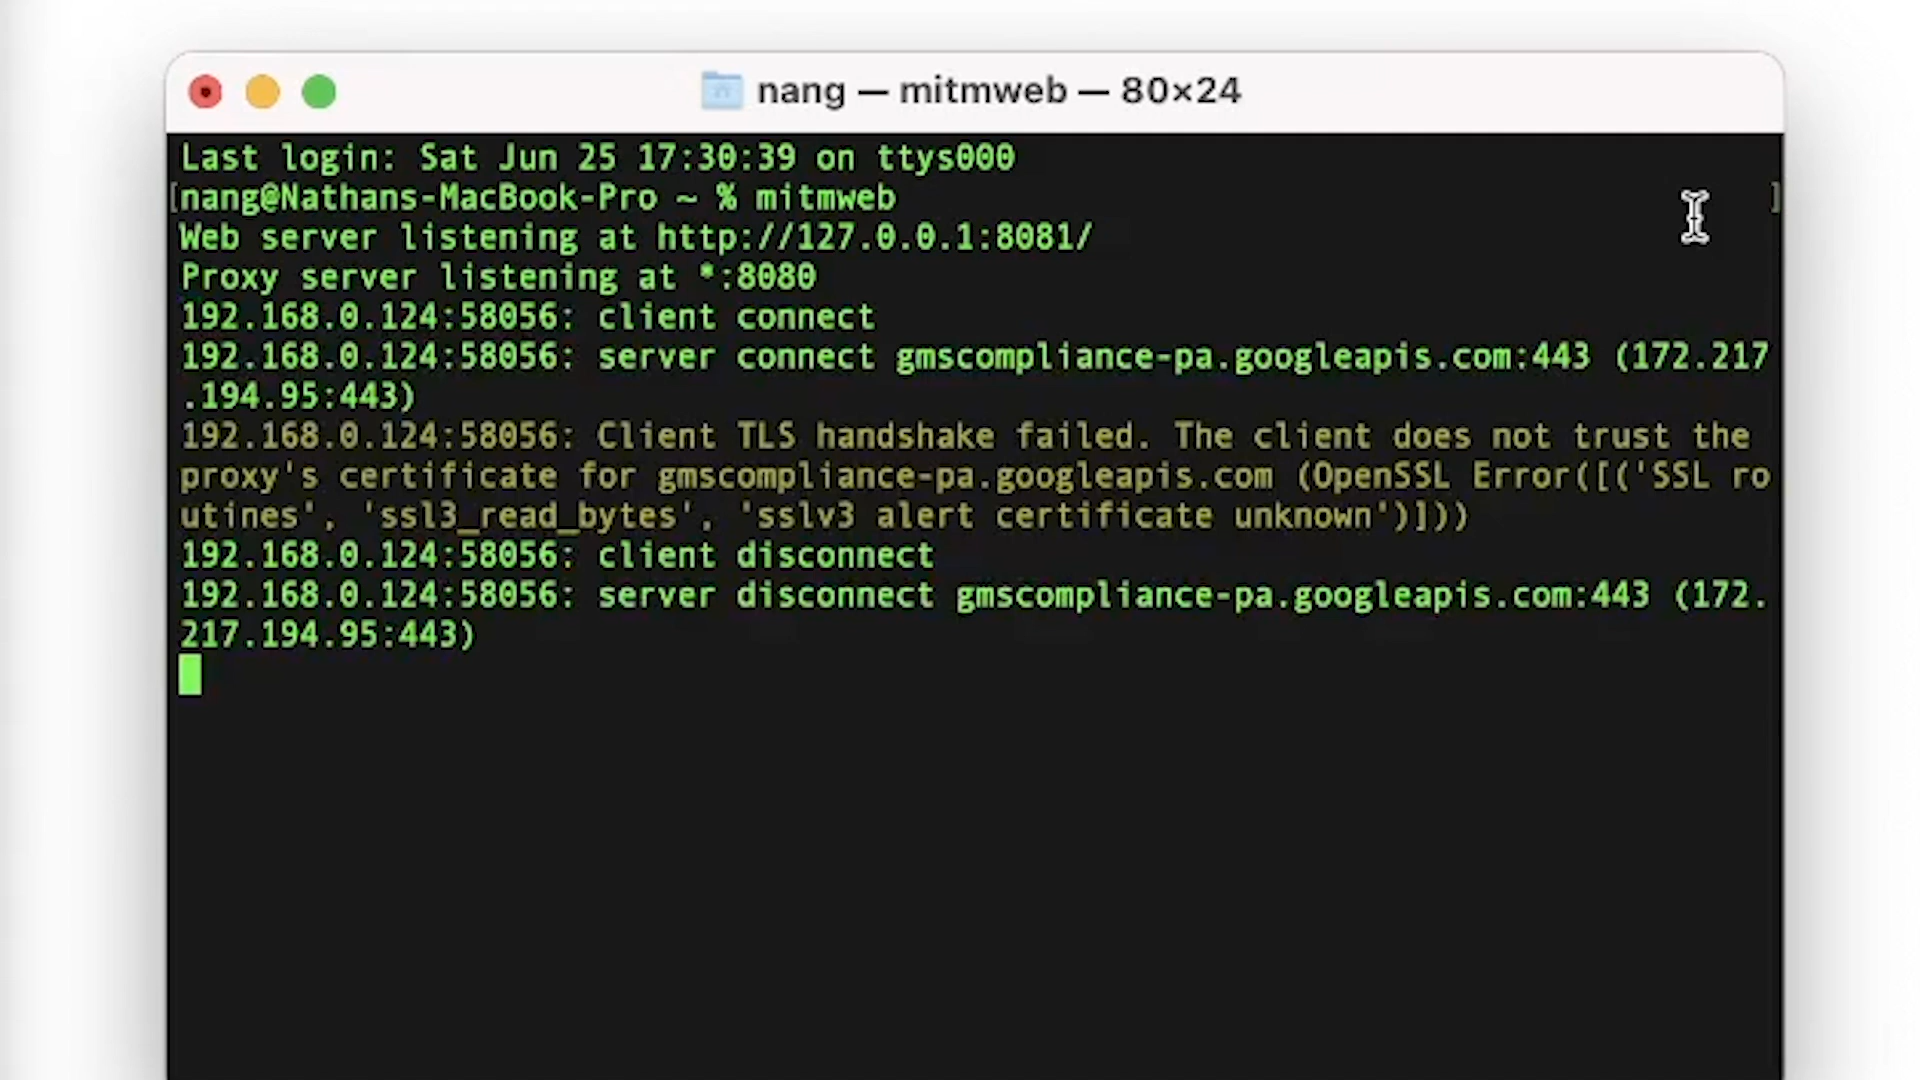 nang — mitmweb — 80×24
Last login: Sat Jun 25 17:30:39 on ttys000
[nang@Nathans-MacBook-Pro ~ % mitmweb ]
Web server listening at http://127.0.0.1:8081/
Proxy server listening at *:8080
192.168.0.124:58056: client connect
192.168.0.124:58056: server connect gmscompliance-pa.googleapis.com:443 (172.217
.194.95:443)
192.168.0.124:58056: Client TLS handshake failed. The client does not trust the
proxy's certificate for gmscompliance-pa.googleapis.com (OpenSSL Error([('SSL ro
utines', 'ssl3_read_bytes', 'sslv3 alert certificate unknown')]))
192.168.0.124:58056: client disconnect
192.168.0.124:58056: server disconnect gmscompliance-pa.googleapis.com:443 (172.
217.194.95:443)